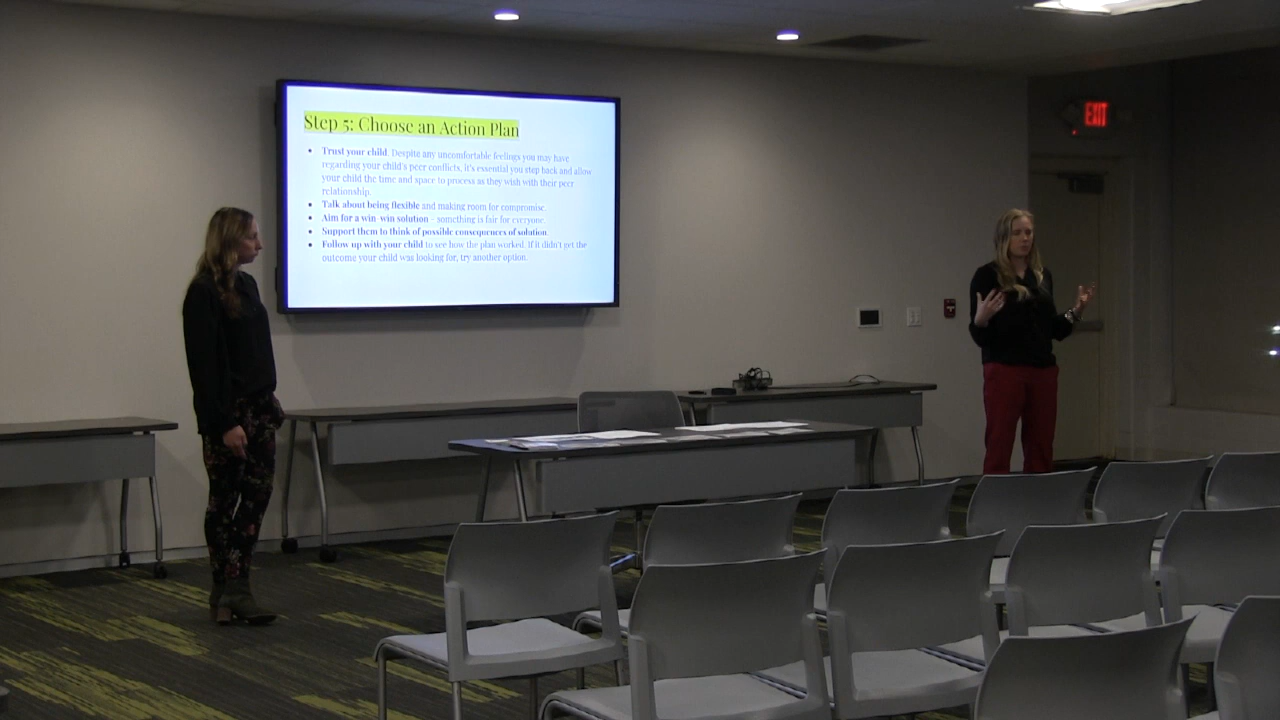 Step 5: Choose an Action Plan
Trust your child. Despite any uncomfortable feelings you may have
regarding your child's peer conflicts, it's essential you step back and allow
your child the time and space to process as they wish with their peer
relationship.
Talk about being flexible and making room for compromise.
Aim for a win-win solution – something is fair for everyone.
Support them to think of possible consequences of solution.
Follow up with your child to see how the plan worked. If it didn't get the
outcome your child was looking for, try another option.
EXIT